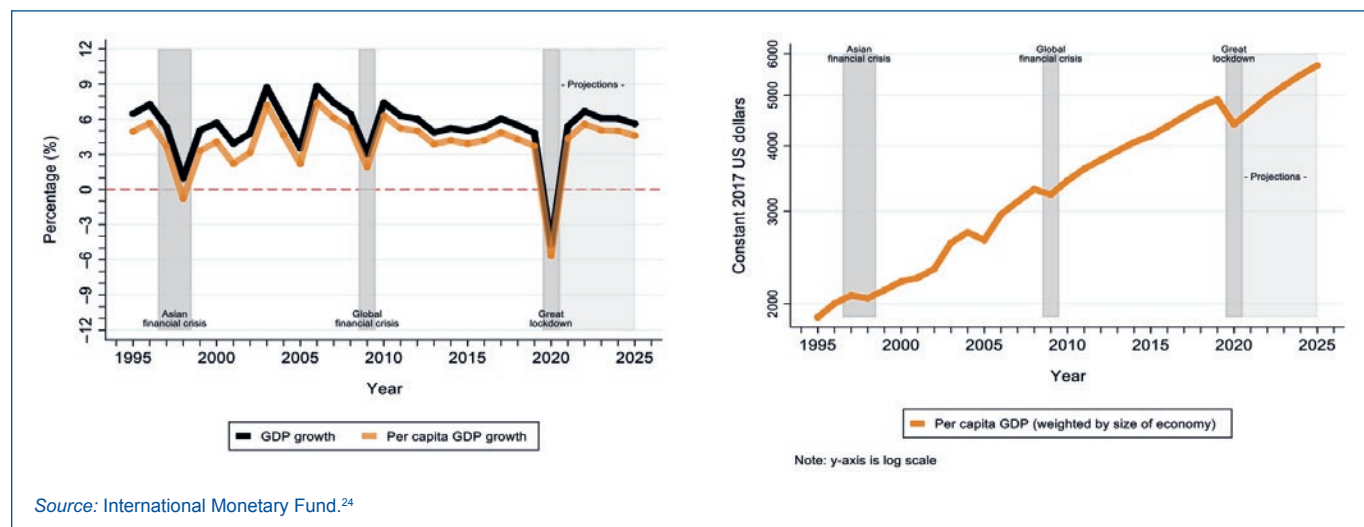 12
9
6
3
0
−3
−6
−9
−12
Percentage (%)
- Projections -
Asian
financial crisis
Global
financial crisis
Great
lockdown
1995
2000
2005
2010
2015
2020
2025
Year
GDP growth
Per capita GDP growth
6000
5000
4000
3000
2000
Constant 2017 US dollars
Asian
financial crisis
Global
financial crisis
Great
lockdown
- Projections -
1995
2000
2005
2010
2015
2020
2025
Year
Per capita GDP (weighted by size of economy)
Note: y-axis is log scale
Source: International Monetary Fund.²⁴